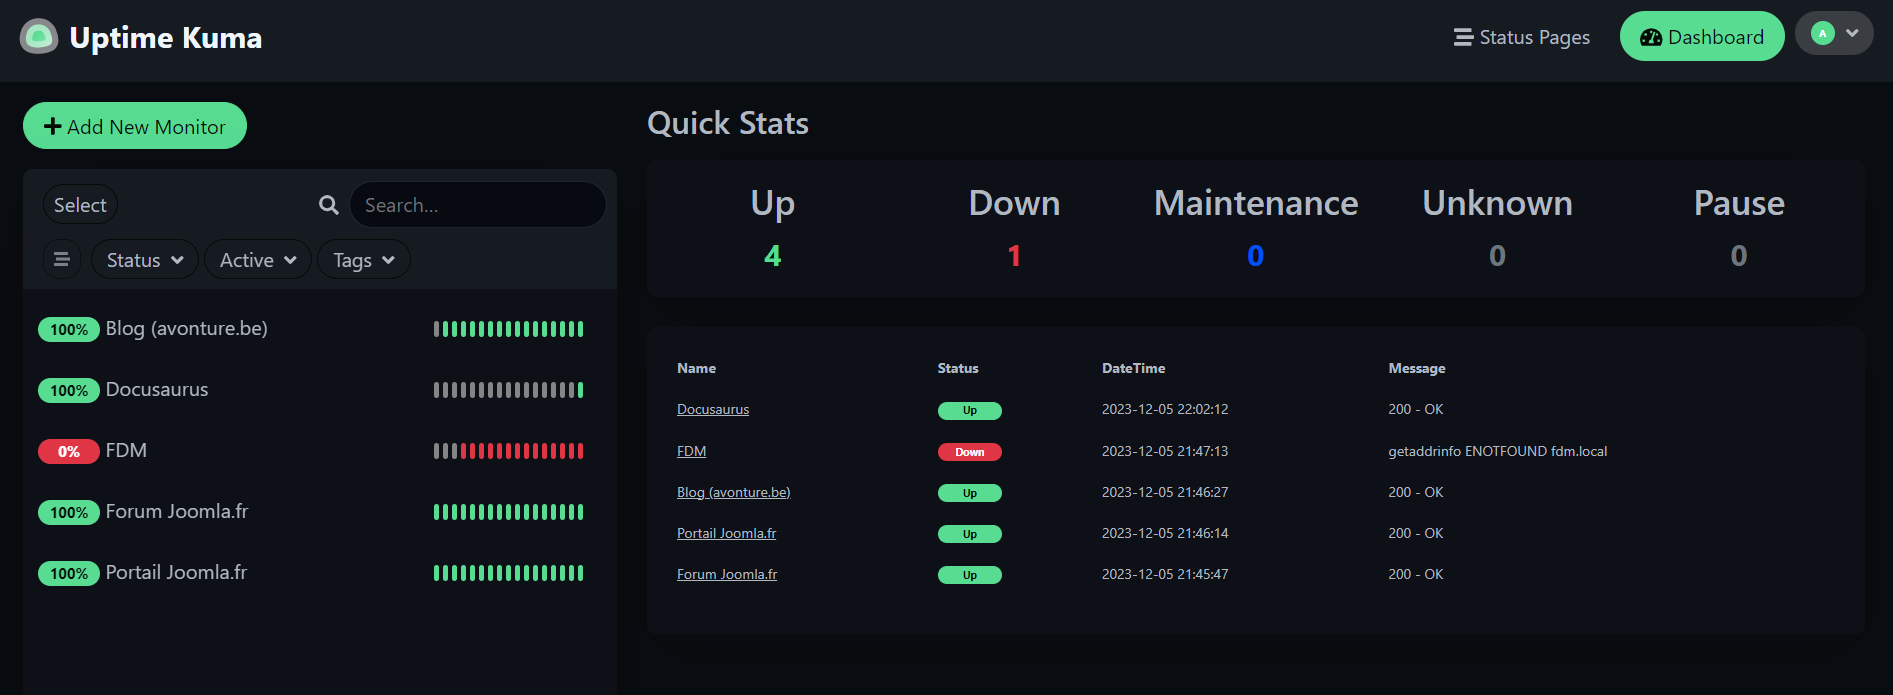 Uptime Kuma
Status Pages
Dashboard
A
Add New Monitor
Select
Search...
Status
Active
Tags
100% Blog (avonture.be)
100% Docusaurus
0% FDM
100% Forum Joomla.fr
100% Portail Joomla.fr
Quick Stats
Up Down Maintenance Unknown Pause
4 1 0 0 0
Name Status DateTime Message
Docusaurus Up 2023-12-05 22:02:12 200 - OK
FDM Down 2023-12-05 21:47:13 getaddrinfo ENOTFOUND fdm.local
Blog (avonture.be) Up 2023-12-05 21:46:27 200 - OK
Portail Joomla.fr Up 2023-12-05 21:46:14 200 - OK
Forum Joomla.fr Up 2023-12-05 21:45:47 200 - OK